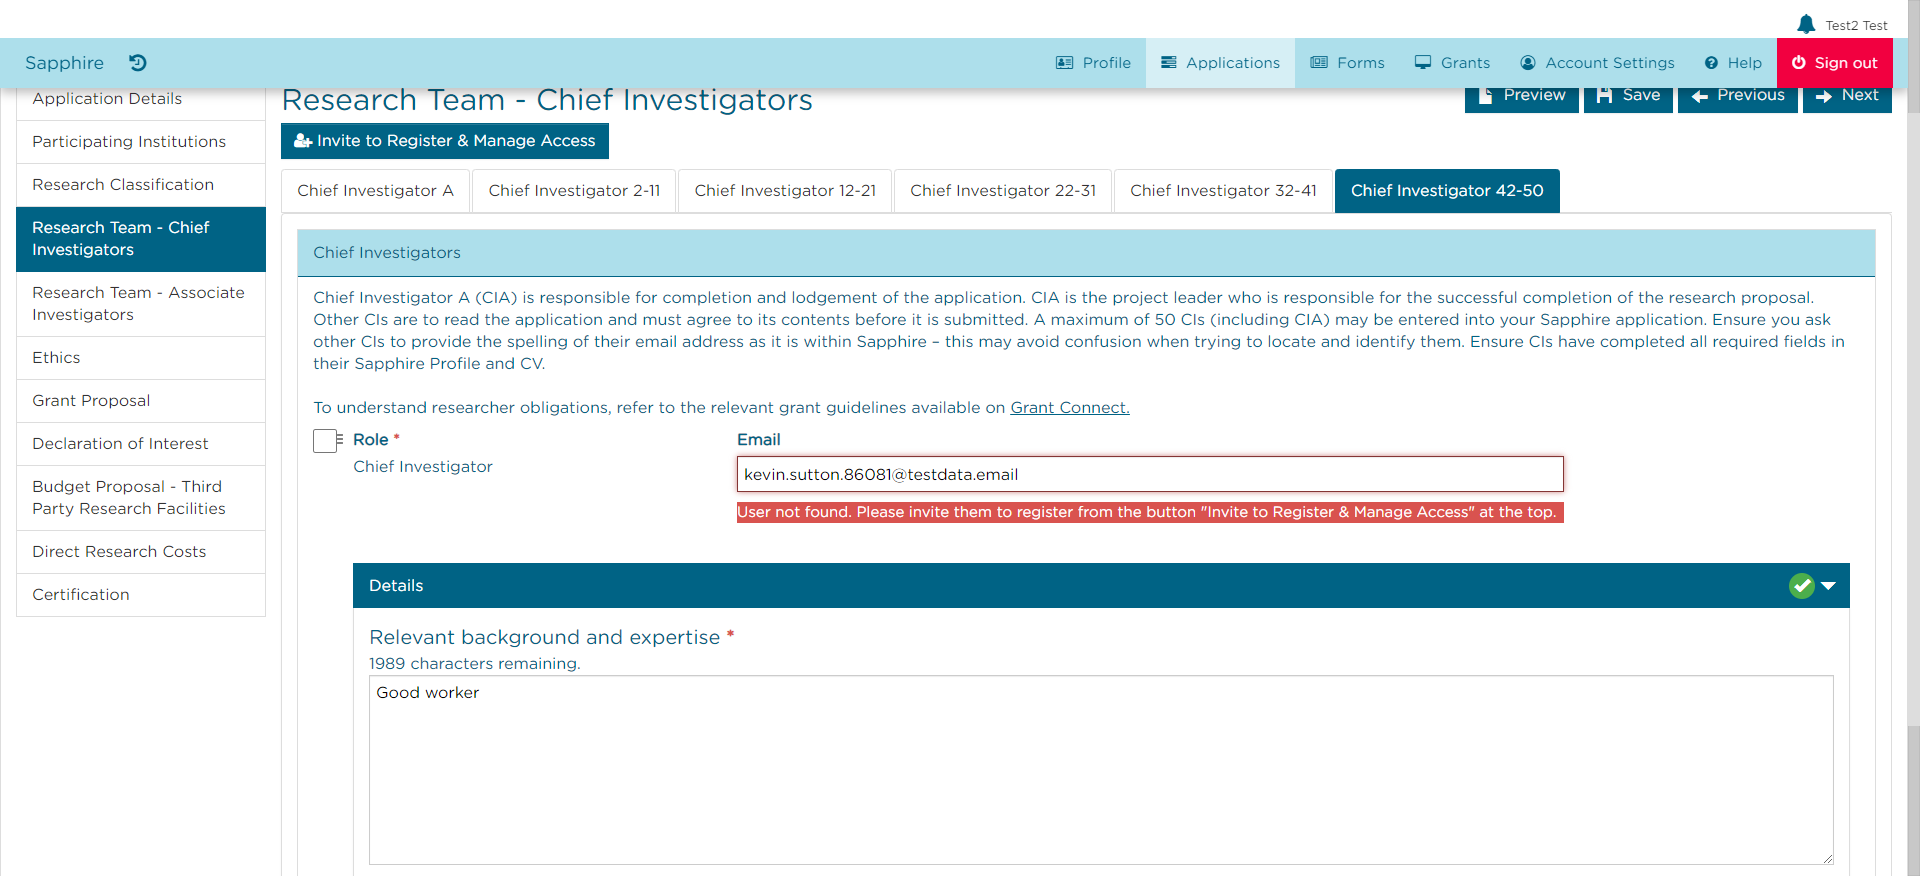 Test2 Test
Sapphire
Profile
Applications
Forms
Grants
Account Settings
Help
Sign out
Application Details
Participating Institutions
Research Classification
Research Team - Chief
Investigators
Research Team - Associate
Investigators
Ethics
Grant Proposal
Declaration of Interest
Budget Proposal - Third
Party Research Facilities
Direct Research Costs
Certification
Research Team - Chief Investigators
Preview
Save
Previous
Next
Invite to Register & Manage Access
Chief Investigator A
Chief Investigator 2-11
Chief Investigator 12-21
Chief Investigator 22-31
Chief Investigator 32-41
Chief Investigator 42-50
Chief Investigators
Chief Investigator A (CIA) is responsible for completion and lodgement of the application. CIA is the project leader who is responsible for the successful completion of the research proposal.
Other CIs are to read the application and must agree to its contents before it is submitted. A maximum of 50 CIs (including CIA) may be entered into your Sapphire application. Ensure you ask
other CIs to provide the spelling of their email address as it is within Sapphire – this may avoid confusion when trying to locate and identify them. Ensure CIs have completed all required fields in
their Sapphire Profile and CV.
To understand researcher obligations, refer to the relevant grant guidelines available on Grant Connect.
Role *
Chief Investigator
Email
kevin.sutton.86081@testdata.email
User not found. Please invite them to register from the button "Invite to Register & Manage Access" at the top.
Details
Relevant background and expertise *
1989 characters remaining.
Good worker